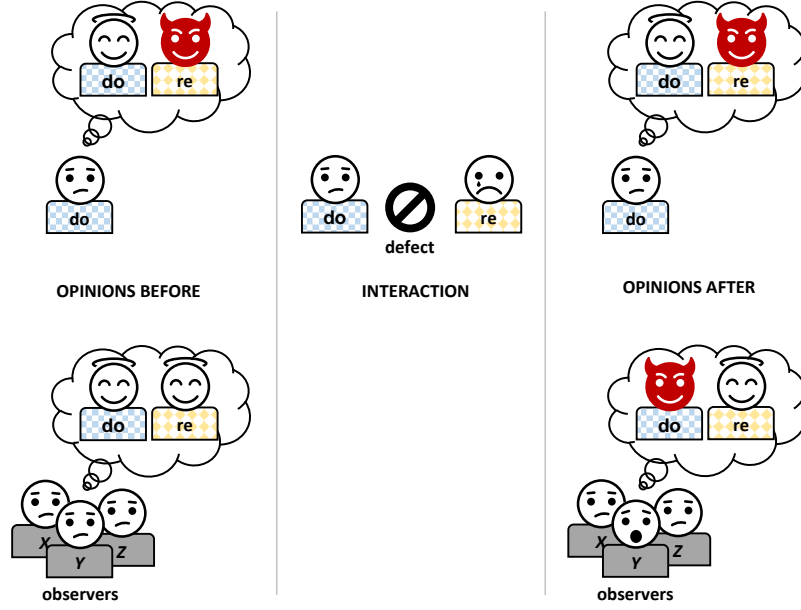 do re
do
OPINIONS BEFORE
do re
X Y Z
observers
do re
defect
INTERACTION
do re
do
OPINIONS AFTER
do re
X Y Z
observers